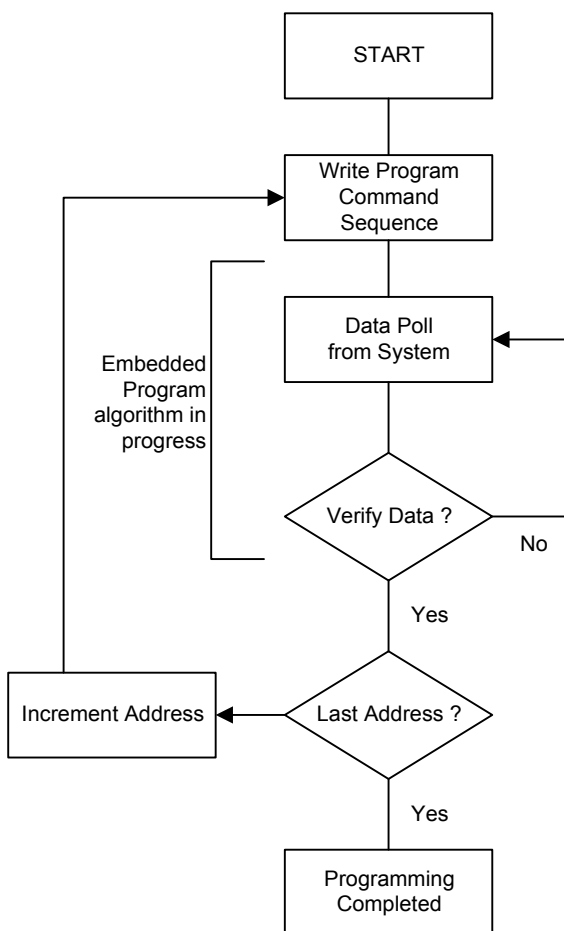 START
Write Program
Command
Sequence
Data Poll
from System
Embedded
Program
algorithm in
progress
Verify Data ?
No
Yes
Increment Address
Last Address ?
Yes
Programming
Completed